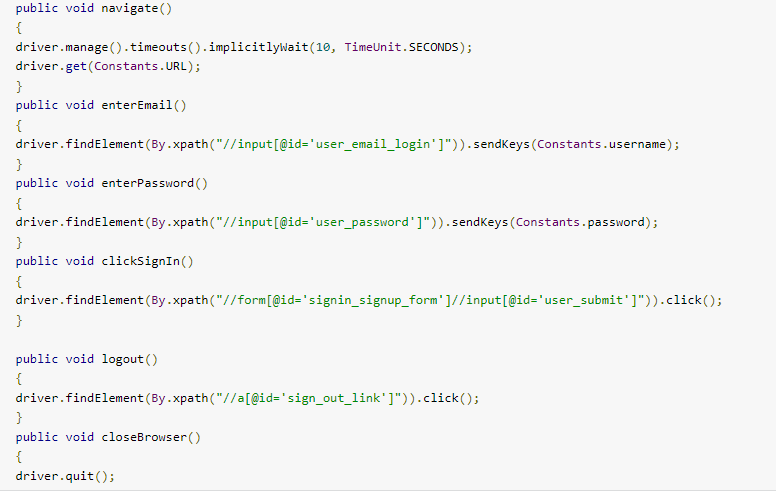 public void navigate()
{
driver.manage().timeouts().implicitlyWait(10, TimeUnit.SECONDS);
driver.get(Constants.URL);
}
public void enterEmail()
{
driver.findElement(By.xpath("//input[@id='user_email_login']")).sendKeys(Constants.username);
}
public void enterPassword()
{
driver.findElement(By.xpath("//input[@id='user_password']")).sendKeys(Constants.password);
}
public void clickSignIn()
{
driver.findElement(By.xpath("//form[@id='signin_signup_form']//input[@id='user_submit']")).click();
}
public void logout()
{
driver.findElement(By.xpath("//a[@id='sign_out_link']")).click();
}
public void closeBrowser()
{
driver.quit();